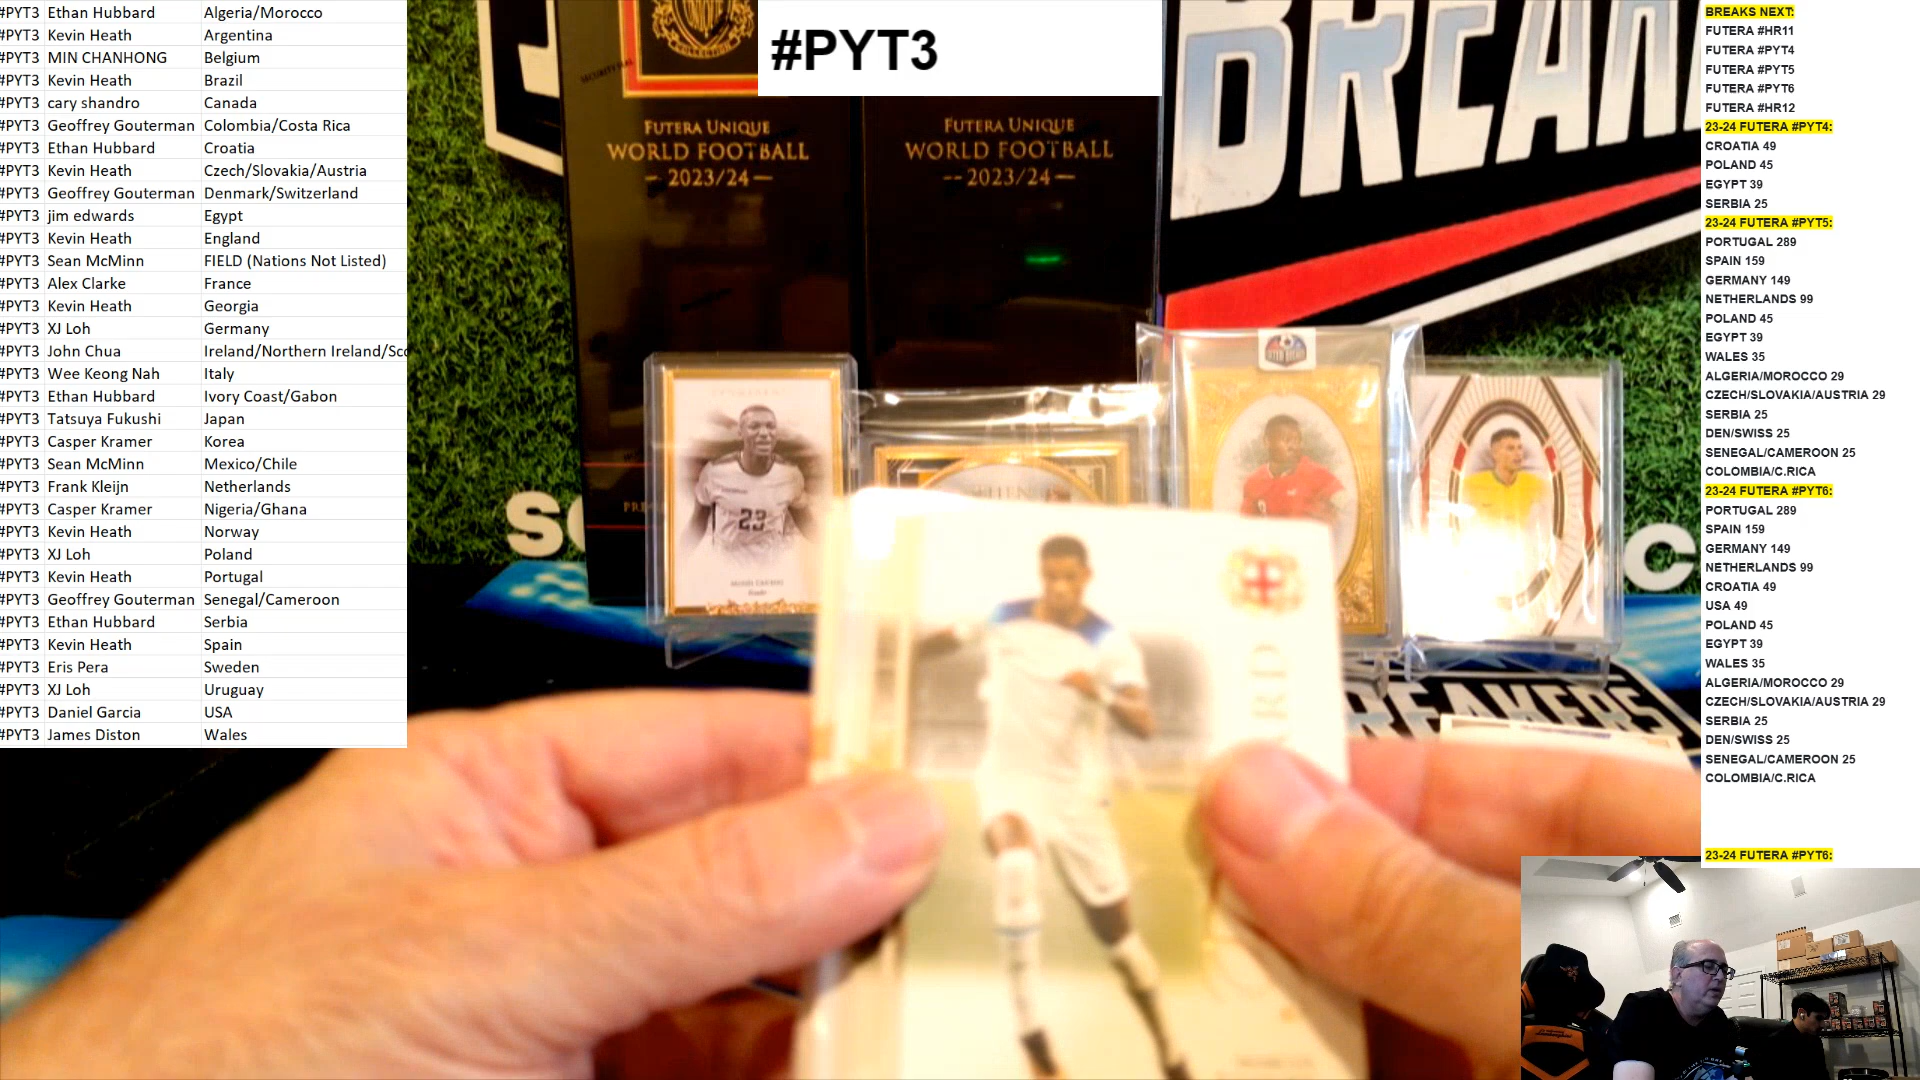 #PYT3 Ethan Hubbard Algeria/Morocco
#PYT3 Kevin Heath Argentina
#PYT3 MIN CHANHONG Belgium
#PYT3 Kevin Heath Brazil
#PYT3 cary shandro Canada
#PYT3 Geoffrey Gouterman Colombia/Costa Rica
#PYT3 Ethan Hubbard Croatia
#PYT3 Kevin Heath Czech/Slovakia/Austria
#PYT3 Geoffrey Gouterman Denmark/Switzerland
#PYT3 jim edwards Egypt
#PYT3 Kevin Heath England
#PYT3 Sean McMinn FIELD (Nations Not Listed)
#PYT3 Alex Clarke France
#PYT3 Kevin Heath Georgia
#PYT3 XJ Loh Germany
#PYT3 John Chua Ireland/Northern Ireland/Sco
#PYT3 Wee Keong Nah Italy
#PYT3 Ethan Hubbard Ivory Coast/Gabon
#PYT3 Tatsuya Fukushi Japan
#PYT3 Casper Kramer Korea
#PYT3 Sean McMinn Mexico/Chile
#PYT3 Frank Kleijn Netherlands
#PYT3 Casper Kramer Nigeria/Ghana
#PYT3 Kevin Heath Norway
#PYT3 XJ Loh Poland
#PYT3 Kevin Heath Portugal
#PYT3 Geoffrey Gouterman Senegal/Cameroon
#PYT3 Ethan Hubbard Serbia
#PYT3 Kevin Heath Spain
#PYT3 Eris Pera Sweden
#PYT3 XJ Loh Uruguay
#PYT3 Daniel Garcia USA
#PYT3 James Diston Wales
#PYT3
UNIQUE
FUTERA UNIQUE
WORLD FOOTBALL
2023/24
FUTERA UNIQUE
WORLD FOOTBALL
2023/24
BREAK
23
BREAKERS
BREAKS NEXT:
FUTERA #HR11
FUTERA #PYT4
FUTERA #PYT5
FUTERA #PYT6
FUTERA #HR12
23-24 FUTERA #PYT4:
CROATIA 49
POLAND 45
EGYPT 39
SERBIA 25
23-24 FUTERA #PYT5:
PORTUGAL 289
SPAIN 159
GERMANY 149
NETHERLANDS 99
POLAND 45
EGYPT 39
WALES 35
ALGERIA/MOROCCO 29
CZECH/SLOVAKIA/AUSTRIA 29
SERBIA 25
DEN/SWISS 25
SENEGAL/CAMEROON 25
COLOMBIA/C.RICA
23-24 FUTERA #PYT6:
PORTUGAL 289
SPAIN 159
GERMANY 149
NETHERLANDS 99
CROATIA 49
USA 49
POLAND 45
EGYPT 39
WALES 35
ALGERIA/MOROCCO 29
CZECH/SLOVAKIA/AUSTRIA 29
SERBIA 25
DEN/SWISS 25
SENEGAL/CAMEROON 25
COLOMBIA/C.RICA
23-24 FUTERA #PYT6: